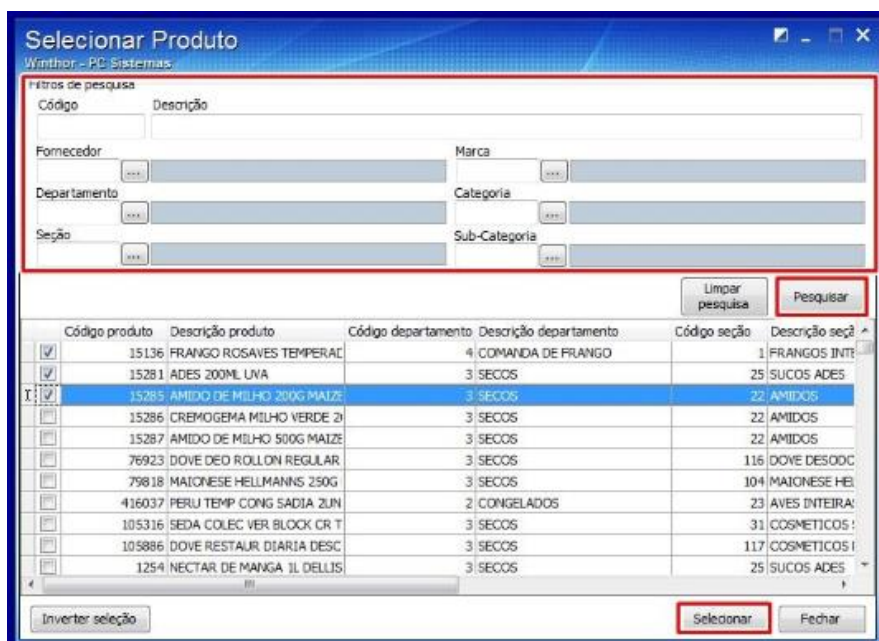 Selecionar Produto
Winthor - PC Sistemas
Filtros de pesquisa
Código Descrição
Fornecedor Marca
... ...
Departamento Categoria
... ...
Seção Sub-Categoria
... ...
Limpar pesquisa Pesquisar
Código produto Descrição produto Código departamento Descrição departamento Código seção Descrição seçã
15136 FRANGO ROSAVES TEMPERAD 4 COMANDA DE FRANGO 1 FRANGOS INTE
15281 ADES 200ML UVA 3 SECOS 25 SUCOS ADES
15285 AMIDO DE MILHO 200G MAIZE 3 SECOS 22 AMIDOS
15286 CREMOGEMA MILHO VERDE 3 SECOS 22 AMIDOS
15287 AMIDO DE MILHO 500G MAIZE 3 SECOS 22 AMIDOS
76923 DOVE DEO ROLLON REGULAR 3 SECOS 116 DOVE DESODO
79818 MAIONESE HELLMANNS 250G 3 SECOS 104 MAIONESE HEL
416037 PERU TEMP CONG SADIA 2UN 2 CONGELADOS 23 AVES INTEIRAS
105316 SEDA COLEC VER BLOCK CR T 3 SECOS 31 COSMETICOS
105886 DOVE RESTAUR DIARIA DESC 3 SECOS 117 COSMETICOS
1254 NECTAR DE MANGA 1L DELLIS 3 SECOS 25 SUCOS ADES
Inverter seleção Selecionar Fechar